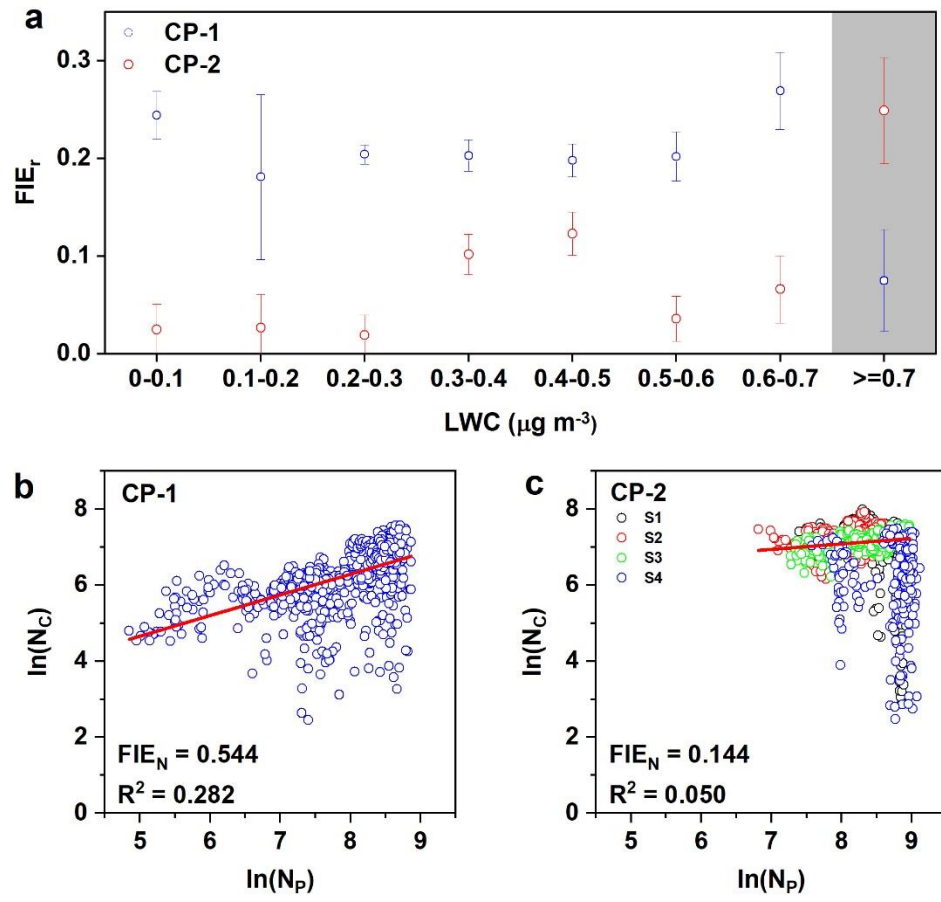 a
CP-1
CP-2
FIEr
0.3
0.2
0.1
0.0
0-0.1 0.1-0.2 0.2-0.3 0.3-0.4 0.4-0.5 0.5-0.6 0.6-0.7 >=0.7
LWC (μg m-3)
b
CP-1
ln(NC)
8
6
4
2
0
FIEN = 0.544
R2 = 0.282
5 6 7 8 9
ln(NP)
c
CP-2
S1
S2
S3
S4
ln(NC)
8
6
4
2
0
FIEN = 0.144
R2 = 0.050
5 6 7 8 9
ln(NP)